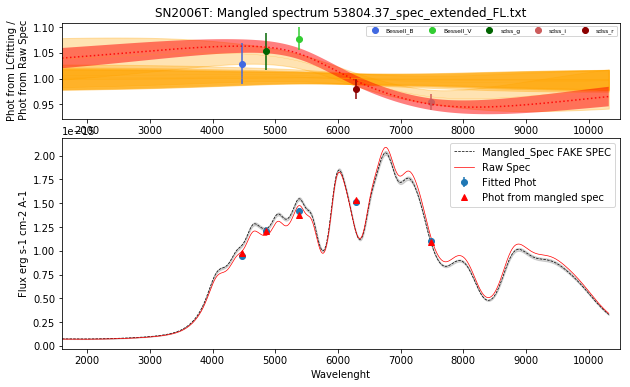 SN2006T: Mangled spectrum 53804.37_spec_extended_FL.txt
Phot from LCfitting /
Phot from Raw Spec
1.10
1.05
1.00
0.95
Bessell_B
Bessell_V
sdss_g
sdss_i
sdss_r
2000 3000 4000 5000 6000 7000 8000 9000 10000
Flux erg s-1 cm-2 A-1
2.00
1.75
1.50
1.25
1.00
0.75
0.50
0.25
0.00
Mangled_Spec FAKE SPEC
Raw Spec
Fitted Phot
Phot from mangled spec
2000 3000 4000 5000 6000 7000 8000 9000 10000
Wavelenght